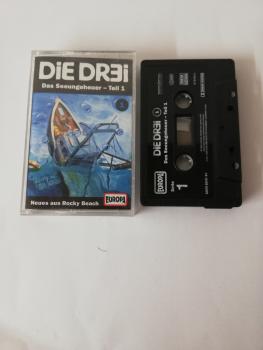 DiE DR3i
Das Seeungeheuer – Teil 1
1
EUROPA
Neues aus Rocky Beach
DiE DR3i
1
Das Seeungeheuer – Teil 1
EUROPA
Seite
1